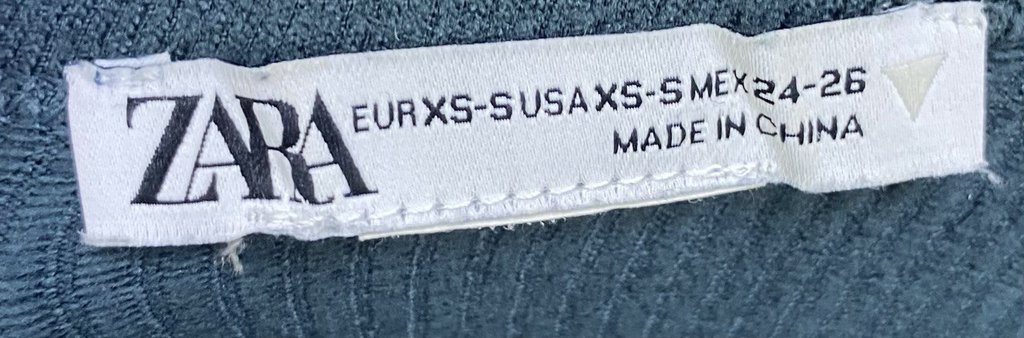 ZARA
EUR XS-S USA XS-S MEX 24-26
MADE IN CHINA